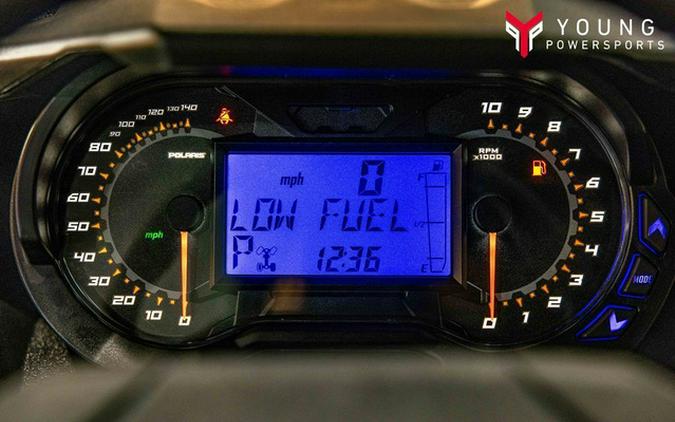 YOUNG
POWERSPORTS
POLARIS
RPM
x1000
mph
0
LOW FUEL
P
12:36
F
1/2
E
mph
0
10
20
30
40
50
60
70
80
90
100
110
120
130
140
0
1
2
3
4
5
6
7
8
9
10
MODE